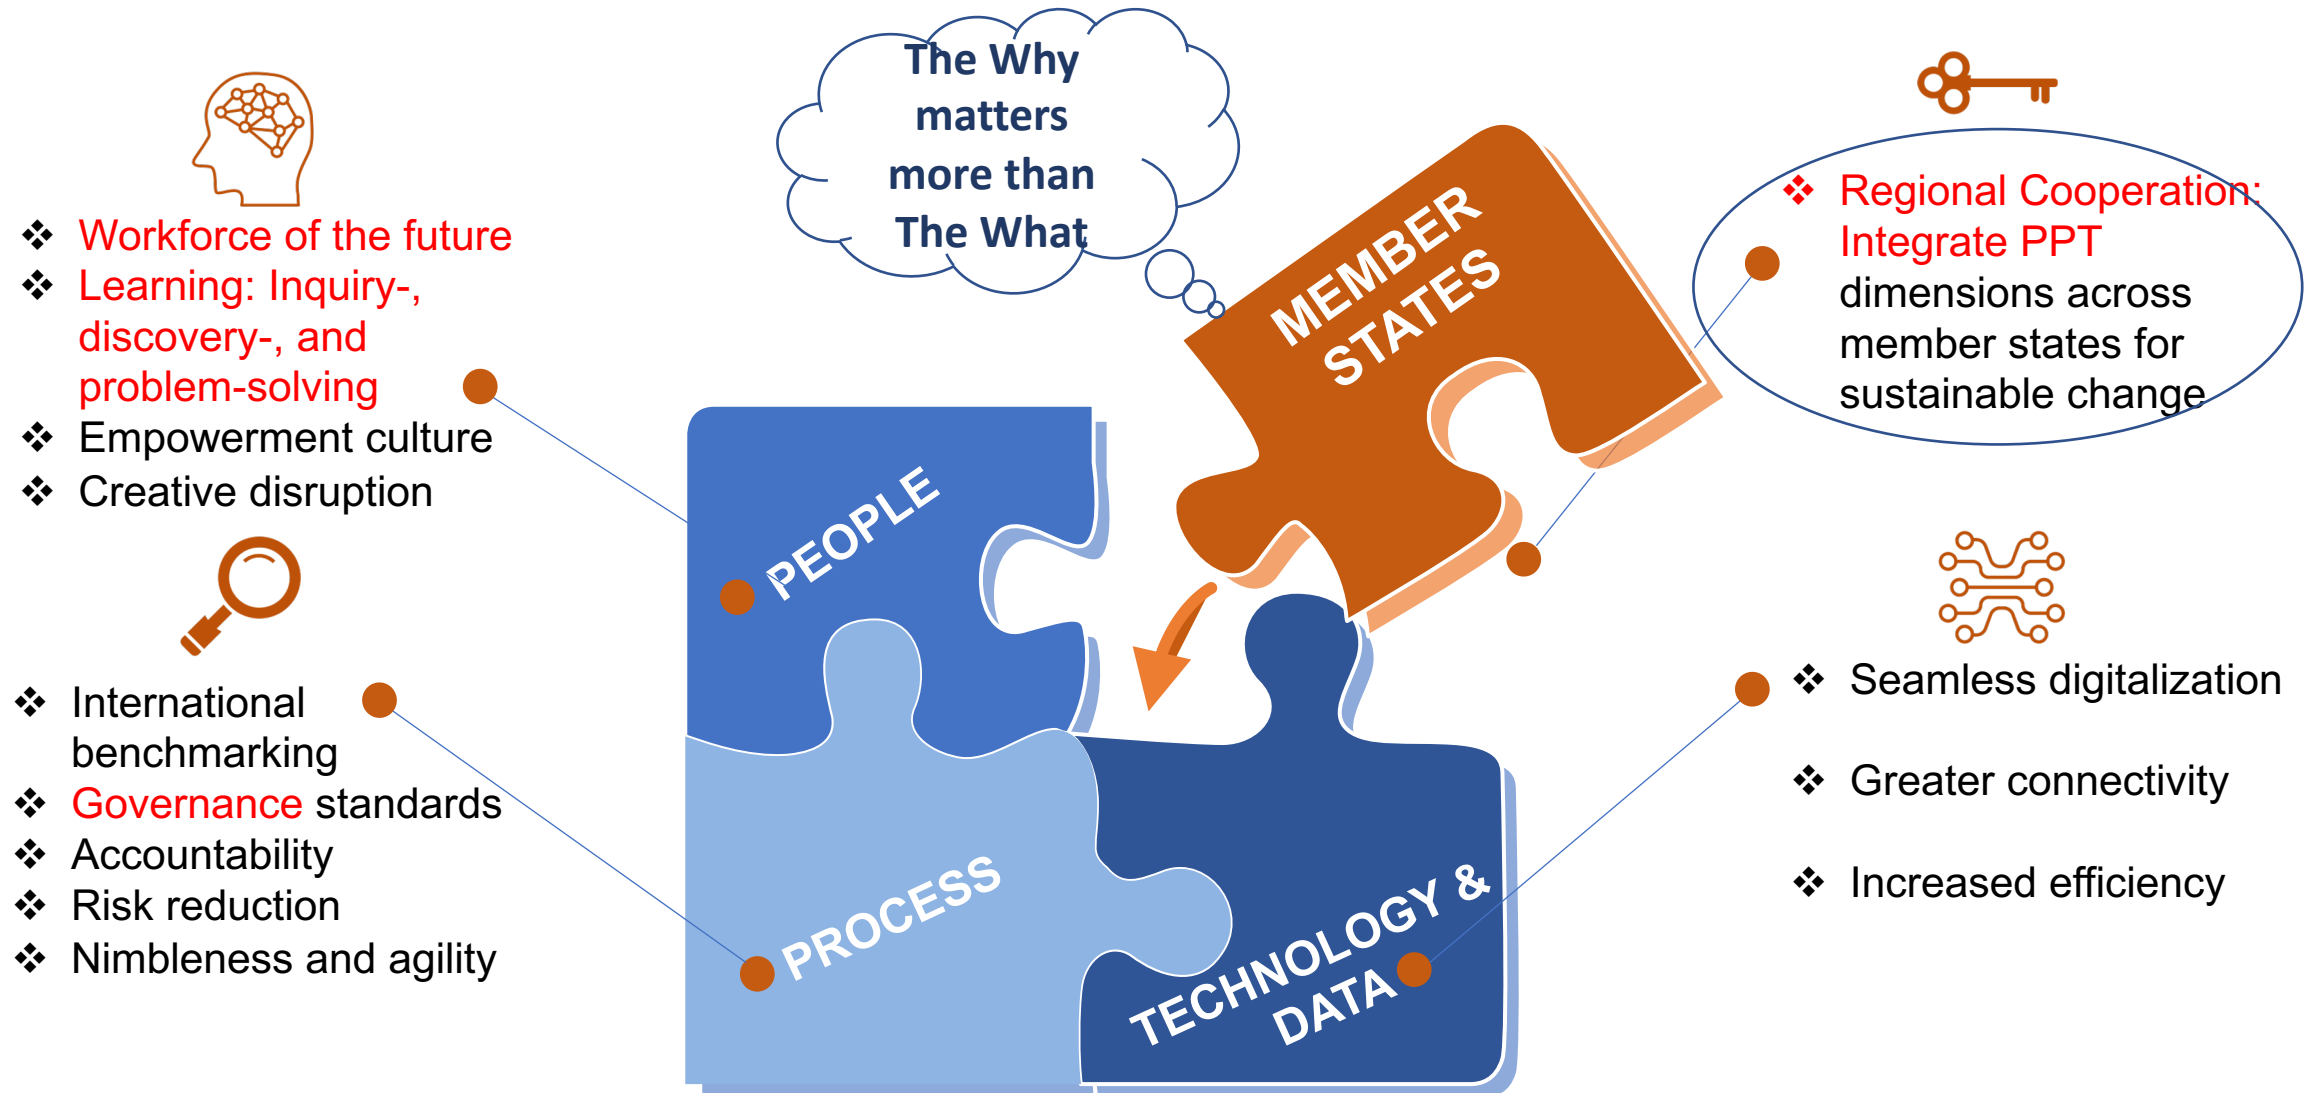 The Why
matters
more than
The What
❖ Workforce of the future
❖ Learning: Inquiry-,
discovery-, and
problem-solving
❖ Empowerment culture
❖ Creative disruption
❖ International
benchmarking
❖ Governance standards
❖ Accountability
❖ Risk reduction
❖ Nimbleness and agility
PEOPLE
PROCESS
MEMBER
STATES
TECHNOLOGY &
DATA
❖ Regional Cooperation:
Integrate PPT
dimensions across
member states for
sustainable change
❖ Seamless digitalization
❖ Greater connectivity
❖ Increased efficiency